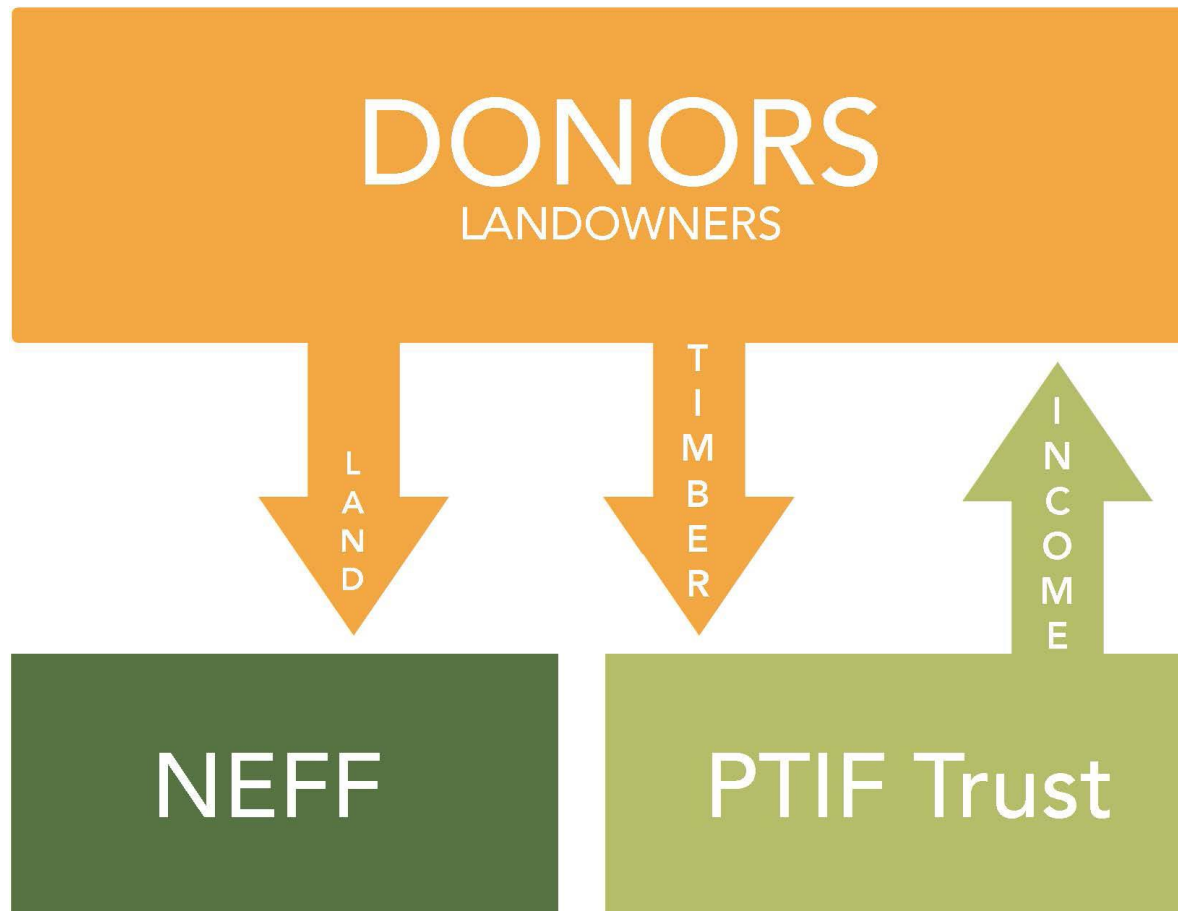 DONORS
LANDOWNERS
LAND
TIMBER
INCOME
NEFF
PTIF Trust